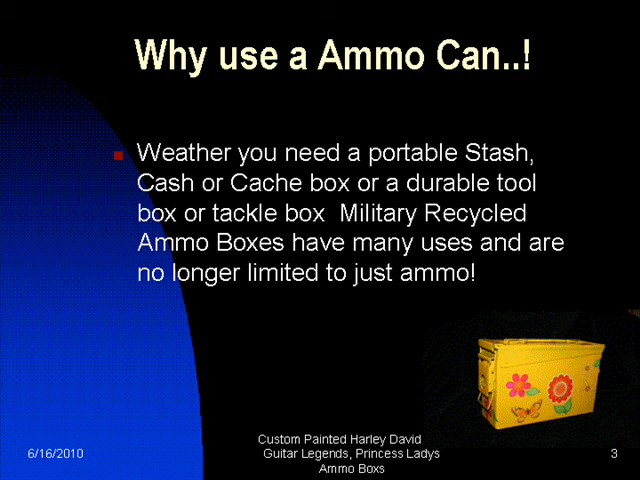 Why use a Ammo Can..!
Weather you need a portable Stash,
Cash or Cache box or a durable tool
box or tackle box  Military Recycled
Ammo Boxes have many uses and are
no longer limited to just ammo!
Custom Painted Harley David
6/16/2010
Guitar Legends, Princess Ladys
3
Ammo Boxs